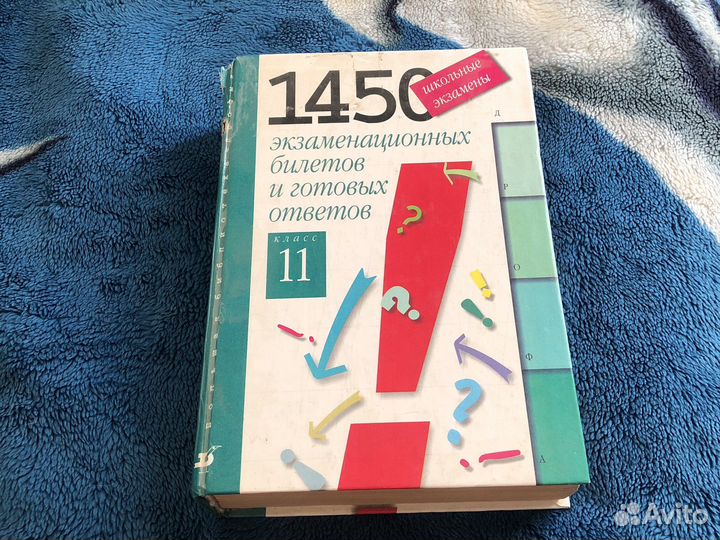 1450
школьные
экзамены
экзаменационных
билетов
и готовых
ответов
класс
11
Д
Р
О
Ф
А
Avito